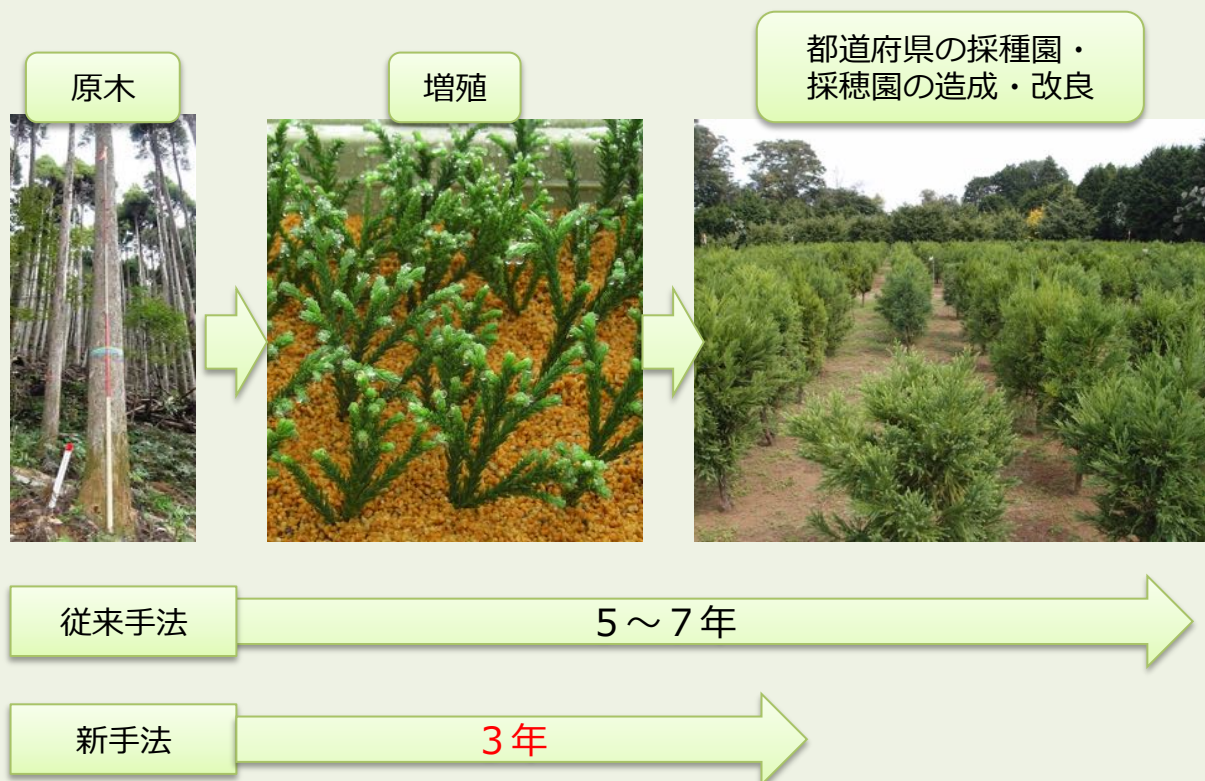 原木
増殖
都道府県の採種園・
採穂園の造成・改良
従来手法
5～7年
新手法
3年